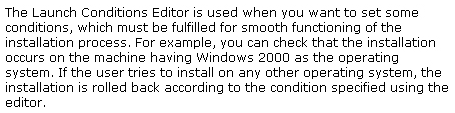 The Launch Conditions Editor is used when you want to set some
conditions, which must be fulfilled for smooth functioning of the
installation process. For example, you can check that the installation
occurs on the machine having Windows 2000 as the operating
system. If the user tries to install on any other operating system, the
installation is rolled back according to the condition specified using the
editor.